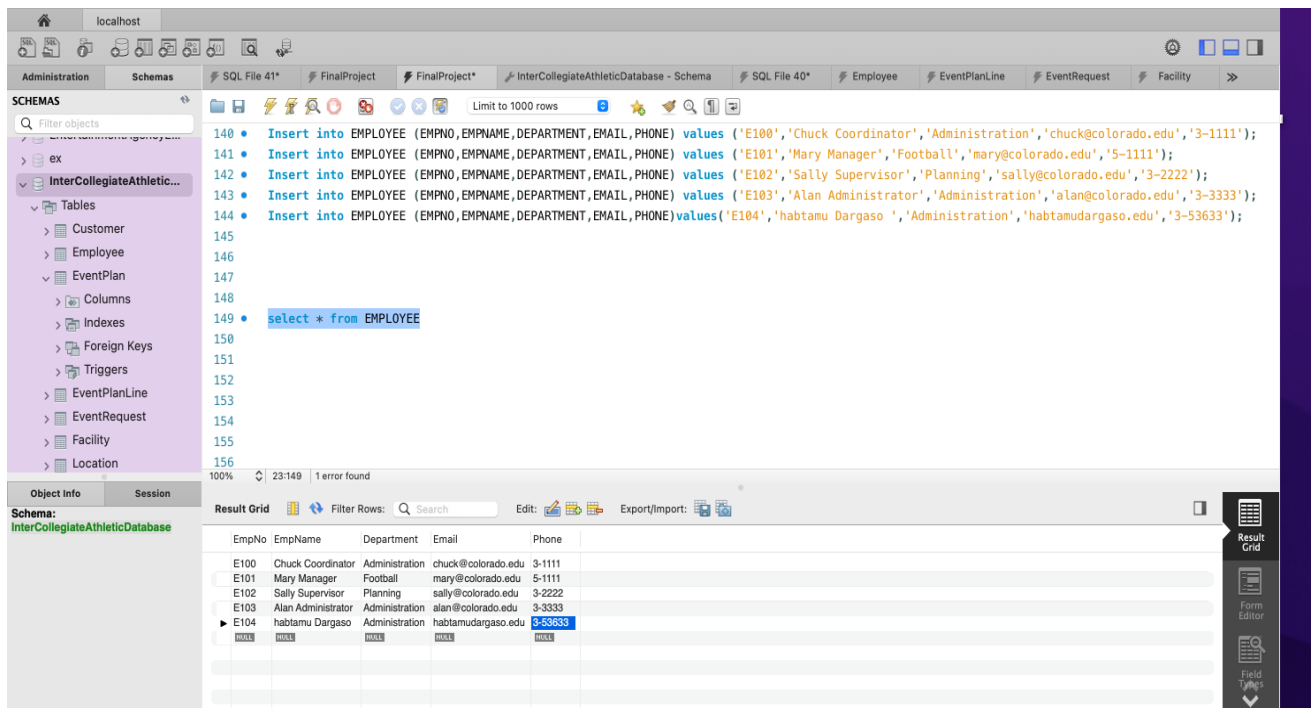 localhost
Administration Schemas
SQL File 41* FinalProject FinalProject* InterCollegiateAthleticDatabase - Schema SQL File 40* Employee EventPlanLine EventRequest Facility
SCHEMAS
Filter objects
Limit to 1000 rows
ex
InterCollegiateAthletic...
Tables
Customer
Employee
EventPlan
Columns
Indexes
Foreign Keys
Triggers
EventPlanLine
EventRequest
Facility
Location
140 Insert into EMPLOYEE (EMPNO,EMPNAME,DEPARTMENT,EMAIL,PHONE) values ('E100','Chuck Coordinator','Administration','chuck@colorado.edu','3-1111');
141 Insert into EMPLOYEE (EMPNO,EMPNAME,DEPARTMENT,EMAIL,PHONE) values ('E101','Mary Manager','Football','mary@colorado.edu','5-1111');
142 Insert into EMPLOYEE (EMPNO,EMPNAME,DEPARTMENT,EMAIL,PHONE) values ('E102','Sally Supervisor','Planning','sally@colorado.edu','3-2222');
143 Insert into EMPLOYEE (EMPNO,EMPNAME,DEPARTMENT,EMAIL,PHONE) values ('E103','Alan Administrator','Administration','alan@colorado.edu','3-3333');
144 Insert into EMPLOYEE (EMPNO,EMPNAME,DEPARTMENT,EMAIL,PHONE)values('E104','habtamu Dargaso ','Administration','habtamudargaso.edu','3-53633');
145
146
147
148
149 select * from EMPLOYEE
150
151
152
153
154
155
156
100% 23:149 1 error found
Object Info Session
Schema:
InterCollegiateAthleticDatabase
Result Grid Filter Rows: Search Edit: Export/Import:
EmpNo EmpName Department Email Phone
E100 Chuck Coordinator Administration chuck@colorado.edu 3-1111
E101 Mary Manager Football mary@colorado.edu 5-1111
E102 Sally Supervisor Planning sally@colorado.edu 3-2222
E103 Alan Administrator Administration alan@colorado.edu 3-3333
E104 habtamu Dargaso Administration habtamudargaso.edu 3-53633
NULL NULL NULL NULL NULL
Result
Grid
Form
Editor
Field
Types